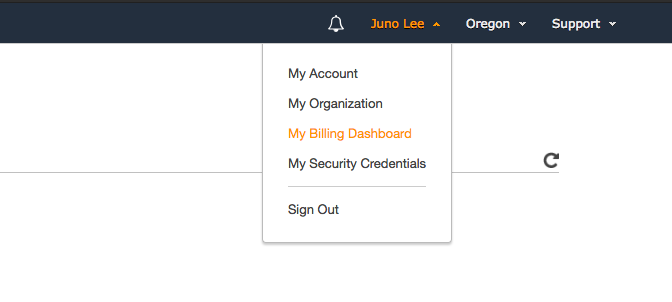 Juno Lee Oregon Support
My Account
My Organization
My Billing Dashboard
My Security Credentials
Sign Out